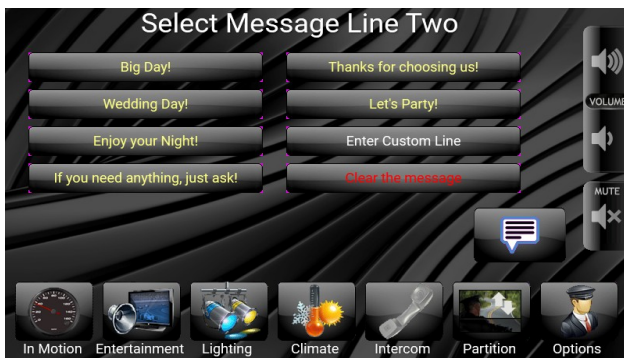 Select Message Line Two
Big Day!
Thanks for choosing us!
Wedding Day!
Let's Party!
Enjoy your Night!
Enter Custom Line
If you need anything, just ask!
Clear the message
VOLUME
MUTE
In Motion
Entertainment
Lighting
Climate
Intercom
Partition
Options